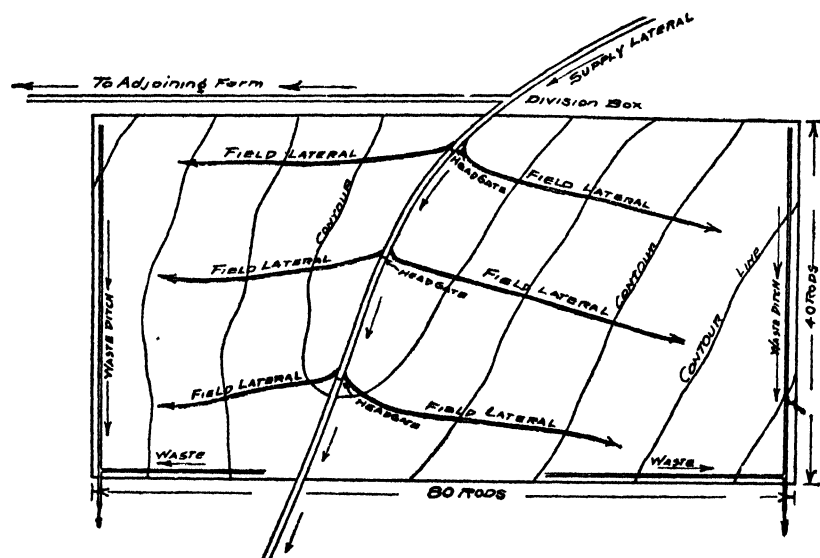 SUPPLY LATERAL
To Adjoining Farm
DIVISION BOX
FIELD LATERAL
HEADGATE
FIELD LATERAL
CONTOUR
FIELD LATERAL
HEADGATE
FIELD LATERAL
CONTOUR
CONTOUR LINE
WASTE DITCH
WASTE DITCH
40 RODS
FIELD LATERAL
HEADGATE
FIELD LATERAL
WASTE
WASTE
80 RODS